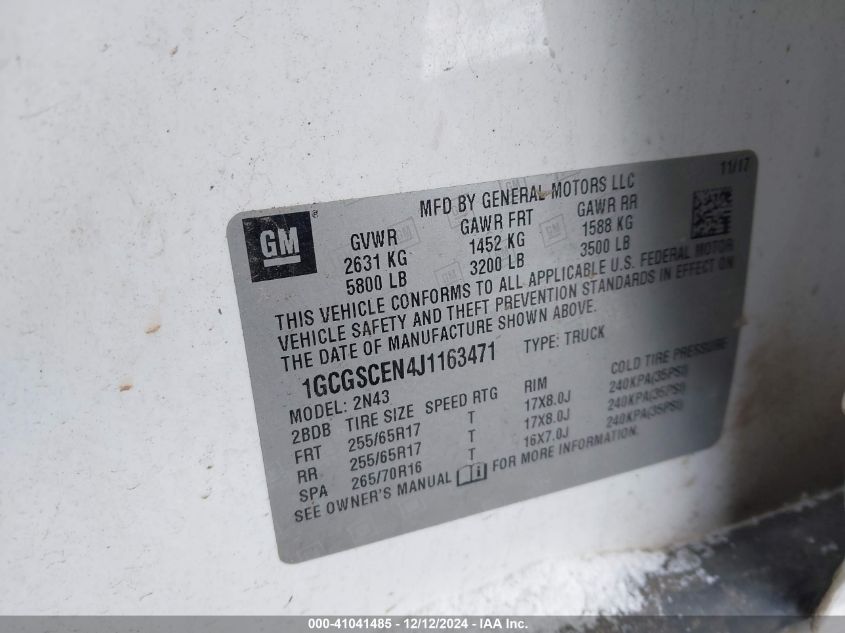 11/17
MFD BY GENERAL MOTORS LLC
GM
GVWR GAWR FRT GAWR RR
2631 KG 1452 KG 1588 KG
5800 LB 3200 LB 3500 LB
THIS VEHICLE CONFORMS TO ALL APPLICABLE U.S. FEDERAL MOTOR
VEHICLE SAFETY AND THEFT PREVENTION STANDARDS IN EFFECT ON
THE DATE OF MANUFACTURE SHOWN ABOVE.
1GCGSCEN4J1163471 TYPE: TRUCK
MODEL: 2N43
2BDB TIRE SIZE SPEED RTG RIM COLD TIRE PRESSURE
FRT 255/65R17 T 17X8.0J 240KPA(35PSI)
RR 255/65R17 T 17X8.0J 240KPA(35PSI)
SPA 265/70R16 T 16X7.0J 240KPA(35PSI)
SEE OWNER'S MANUAL FOR MORE INFORMATION.
000-41041485 - 12/12/2024 - IAAI.com.